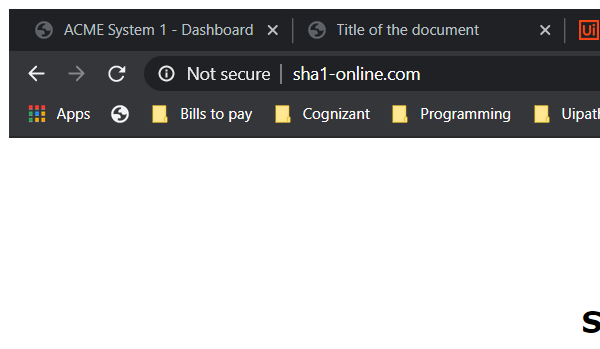 ACME System 1 - Dashboard Title of the document Ui
Not secure sha1-online.com
Apps Bills to pay Cognizant Programming Uipat
S